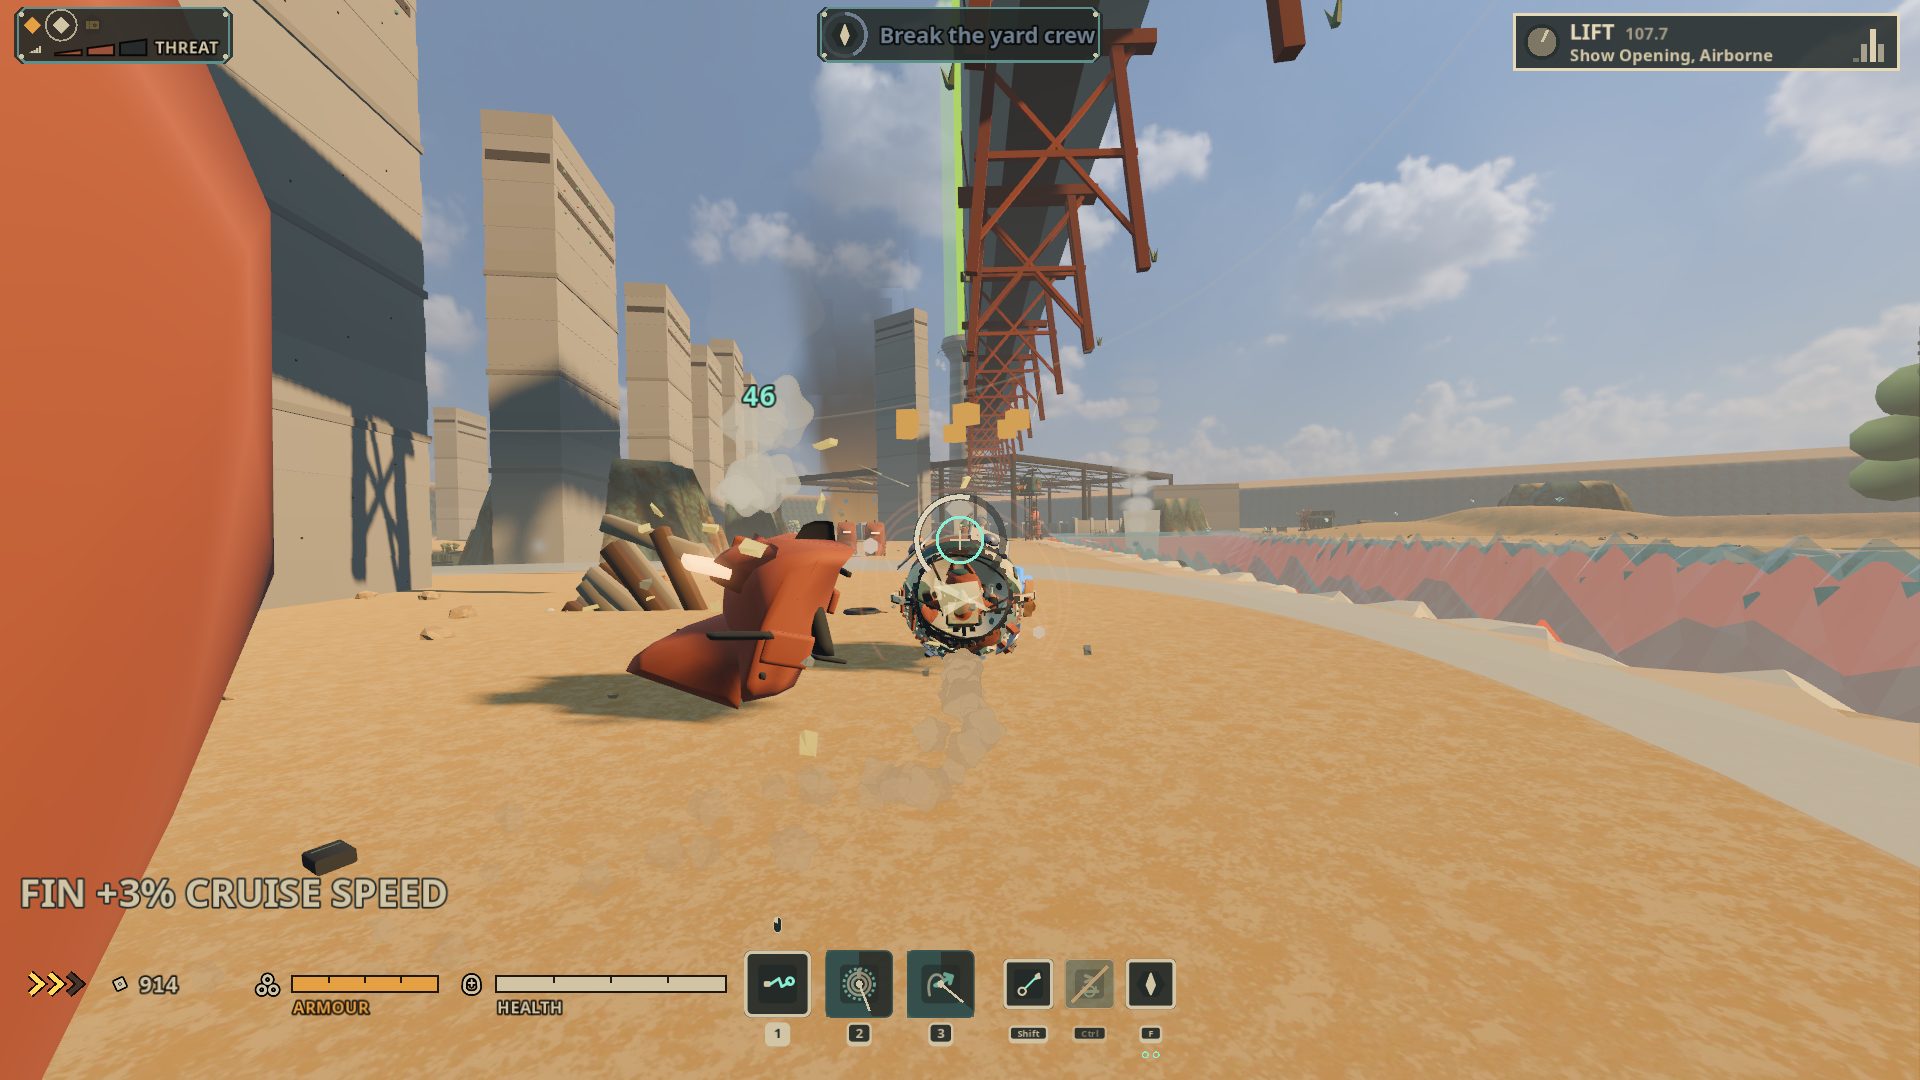 THREAT
Break the yard crew
LIFT 107.7
Show Opening, Airborne
46
FIN +3% CRUISE SPEED
914
ARMOUR
HEALTH
1
2
3
Shift
Ctrl
F